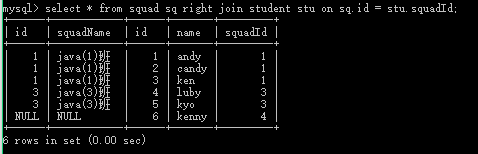 mysql> select * from squad sq right join student stu on sq.id = stu.squadId;
+------+-----------+----+-------+---------+
| id   | squadName | id | name  | squadId |
+------+-----------+----+-------+---------+
|    1 | java(1)班 |  1 | andy  |       1 |
|    1 | java(1)班 |  2 | candy |       1 |
|    1 | java(1)班 |  3 | ken   |       1 |
|    3 | java(3)班 |  4 | luby  |       3 |
|    3 | java(3)班 |  5 | kyo   |       3 |
| NULL | NULL      |  6 | kenny |       4 |
+------+-----------+----+-------+---------+
6 rows in set (0.00 sec)